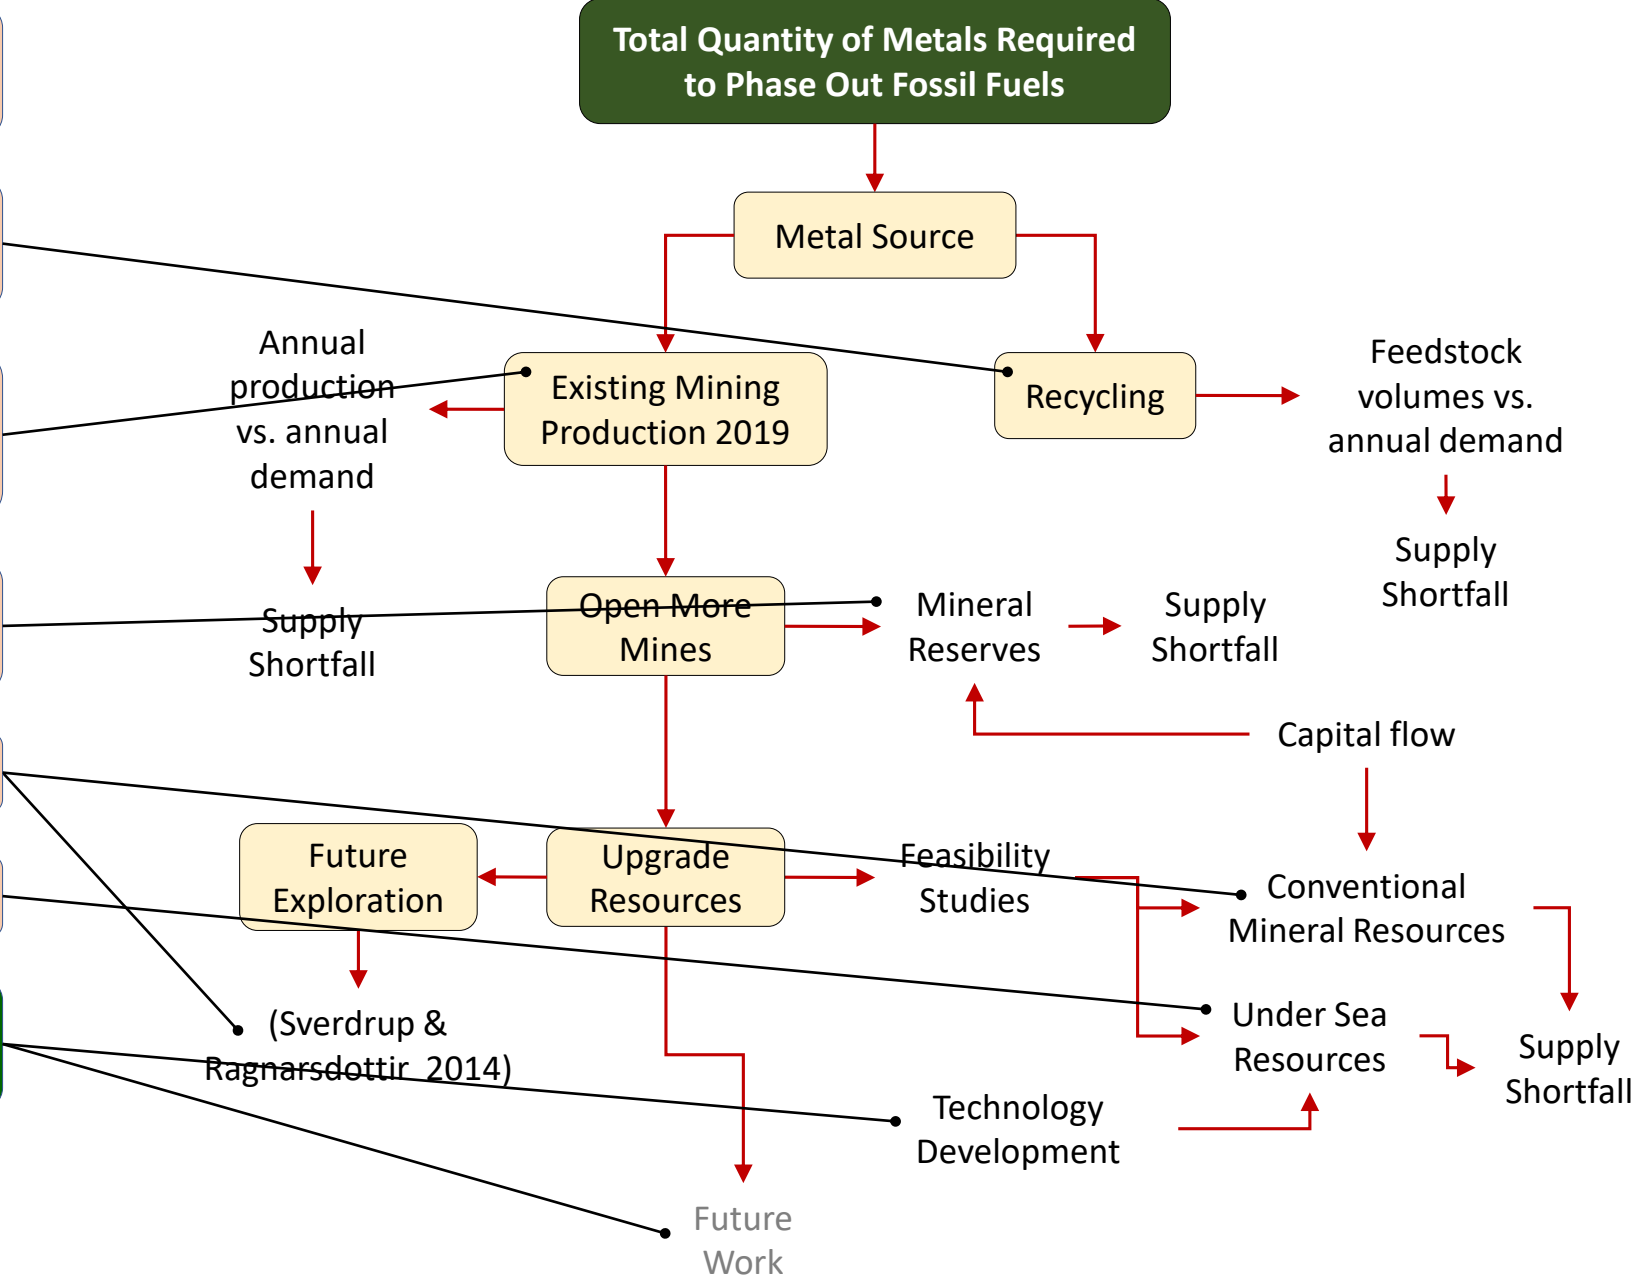 Total Quantity of Metals Required
to Phase Out Fossil Fuels
Metal Source
Annual
production
vs. annual
demand
Existing Mining
Production 2019
Recycling
Feedstock
volumes vs.
annual demand
Supply
Shortfall
Supply
Shortfall
Open More
Mines
Mineral
Reserves
Supply
Shortfall
Capital flow
Future
Exploration
Upgrade
Resources
Feasibility
Studies
Conventional
Mineral Resources
(Sverdrup &
Ragnarsdottir  2014)
Under Sea
Resources
Supply
Shortfall
Technology
Development
Future
Work